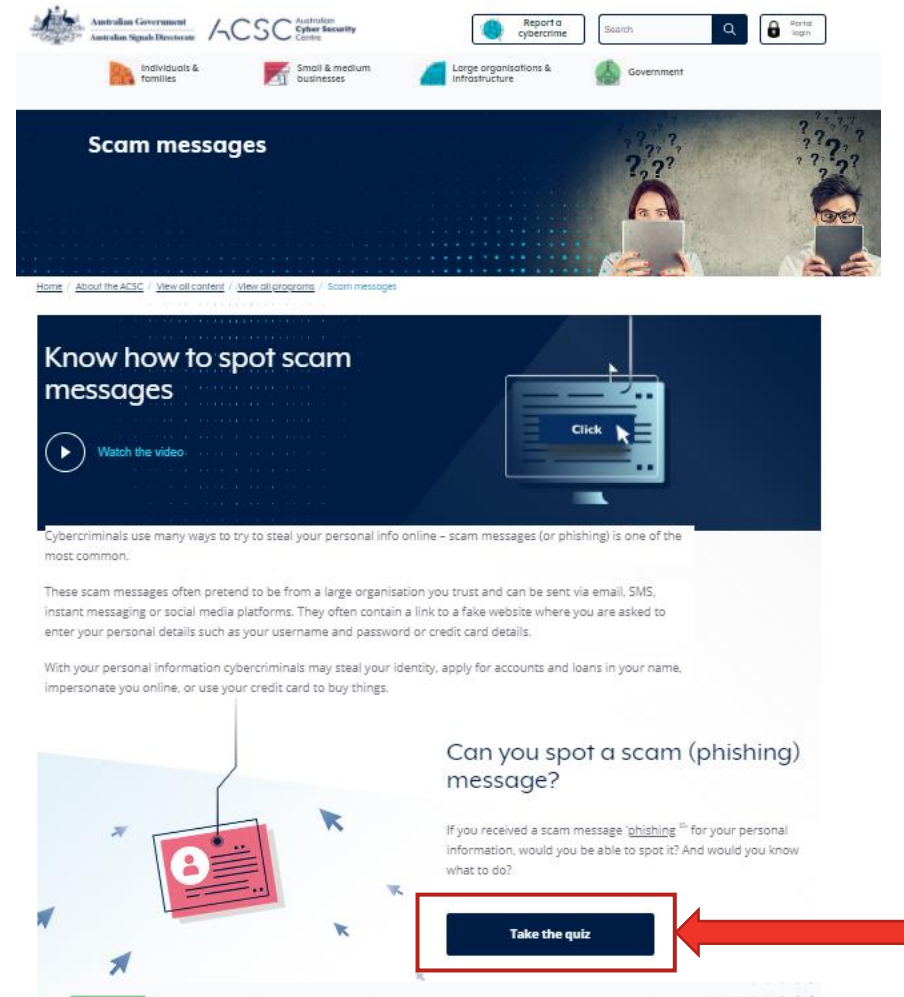 Australian Government
Australian Signals Directorate
ACSC
Australian
Cyber Security
Centre
Report a
cybercrime
Search
Portal
login
Individuals &
families
Small & medium
businesses
Large organisations &
infrastructure
Government
Scam messages
Home / About the ACSC / View all content / View all programs / Scam messages
Know how to spot scam
messages
Watch the video
Click
Cybercriminals use many ways to try to steal your personal info online – scam messages (or phishing) is one of the
most common.
These scam messages often pretend to be from a large organisation you trust and can be sent via email, SMS,
instant messaging or social media platforms. They often contain a link to a fake website where you are asked to
enter your personal details such as your username and password or credit card details.
With your personal information cybercriminals may steal your identity, apply for accounts and loans in your name,
impersonate you online, or use your credit card to buy things.
Can you spot a scam (phishing)
message?
If you received a scam message 'phishing' for your personal
information, would you be able to spot it? And would you know
what to do?
Take the quiz